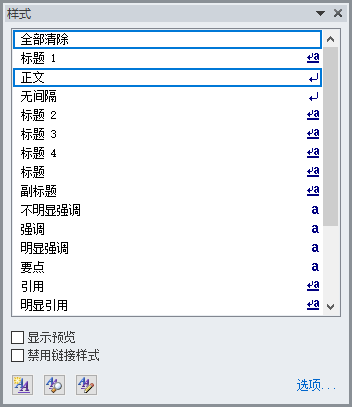 样式
全部清除
标题 1
正文
无间隔
标题 2
标题 3
标题 4
标题
副标题
不明显强调
强调
明显强调
要点
引用
明显引用
显示预览
禁用链接样式
选项...